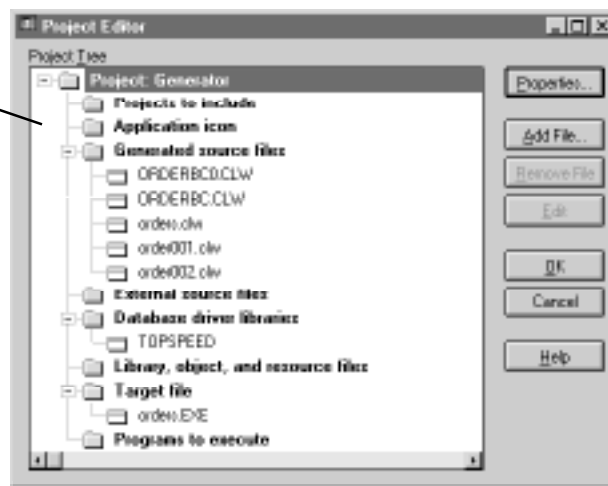 Project Editor
Project Tree
Project: Generator
Projects to include
Application icon
Generated source files
ORDERBC0.CLW
ORDERBC.CLW
orders.clw
order001.clw
order002.clw
External source files
Database driver libraries
TOPSPEED
Library, object, and resource files
Target file
orders.EXE
Programs to execute
Properties...
Add File...
Remove File
Edit
OK
Cancel
Help